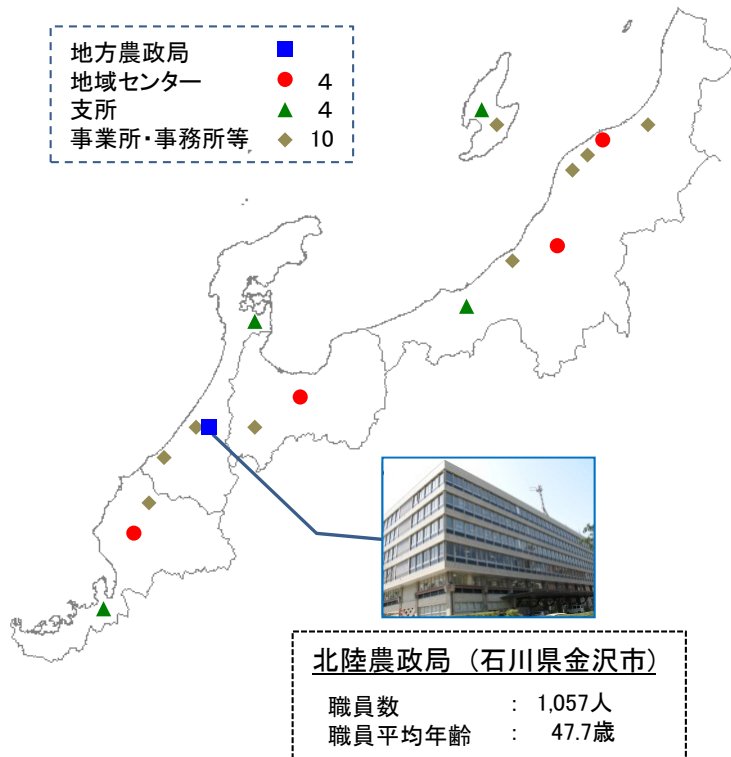 地方農政局
地域センター 4
支所 4
事業所・事務所等 10
北陸農政局 (石川県金沢市)
職員数 : 1,057人
職員平均年齢 : 47.7歳